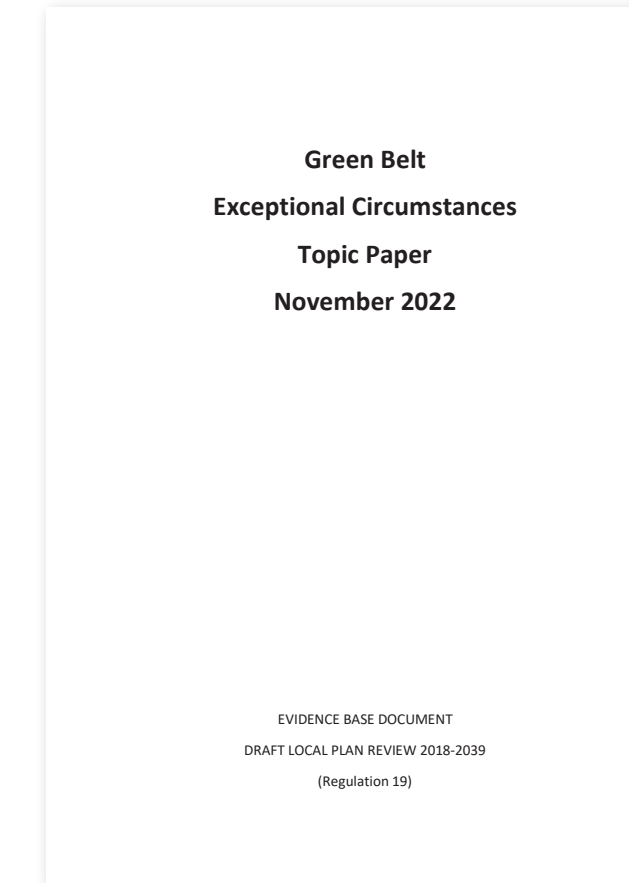 Green Belt
Exceptional Circumstances
Topic Paper
November 2022
EVIDENCE BASE DOCUMENT
DRAFT LOCAL PLAN REVIEW 2018-2039
(Regulation 19)